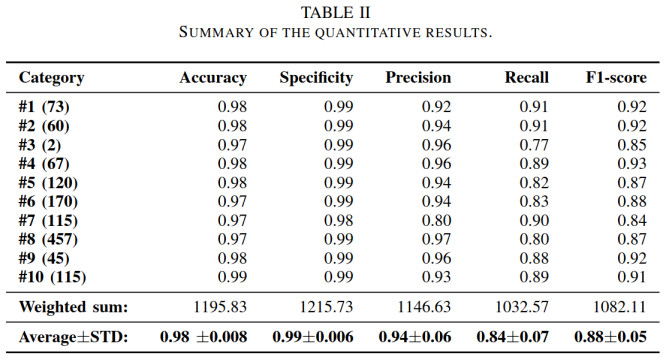 TABLE II
SUMMARY OF THE QUANTITATIVE RESULTS.
Category Accuracy Specificity Precision Recall F1-score
#1 (73) 0.98 0.99 0.92 0.91 0.92
#2 (60) 0.98 0.99 0.94 0.91 0.92
#3 (2) 0.97 0.99 0.96 0.77 0.85
#4 (67) 0.98 0.99 0.96 0.89 0.93
#5 (120) 0.98 0.99 0.94 0.82 0.87
#6 (170) 0.97 0.99 0.94 0.83 0.88
#7 (115) 0.97 0.98 0.80 0.90 0.84
#8 (457) 0.97 0.99 0.97 0.80 0.87
#9 (45) 0.98 0.99 0.96 0.88 0.92
#10 (115) 0.99 0.99 0.93 0.89 0.91
Weighted sum: 1195.83 1215.73 1146.63 1032.57 1082.11
Average±STD: 0.98 ±0.008 0.99±0.006 0.94±0.06 0.84±0.07 0.88±0.05